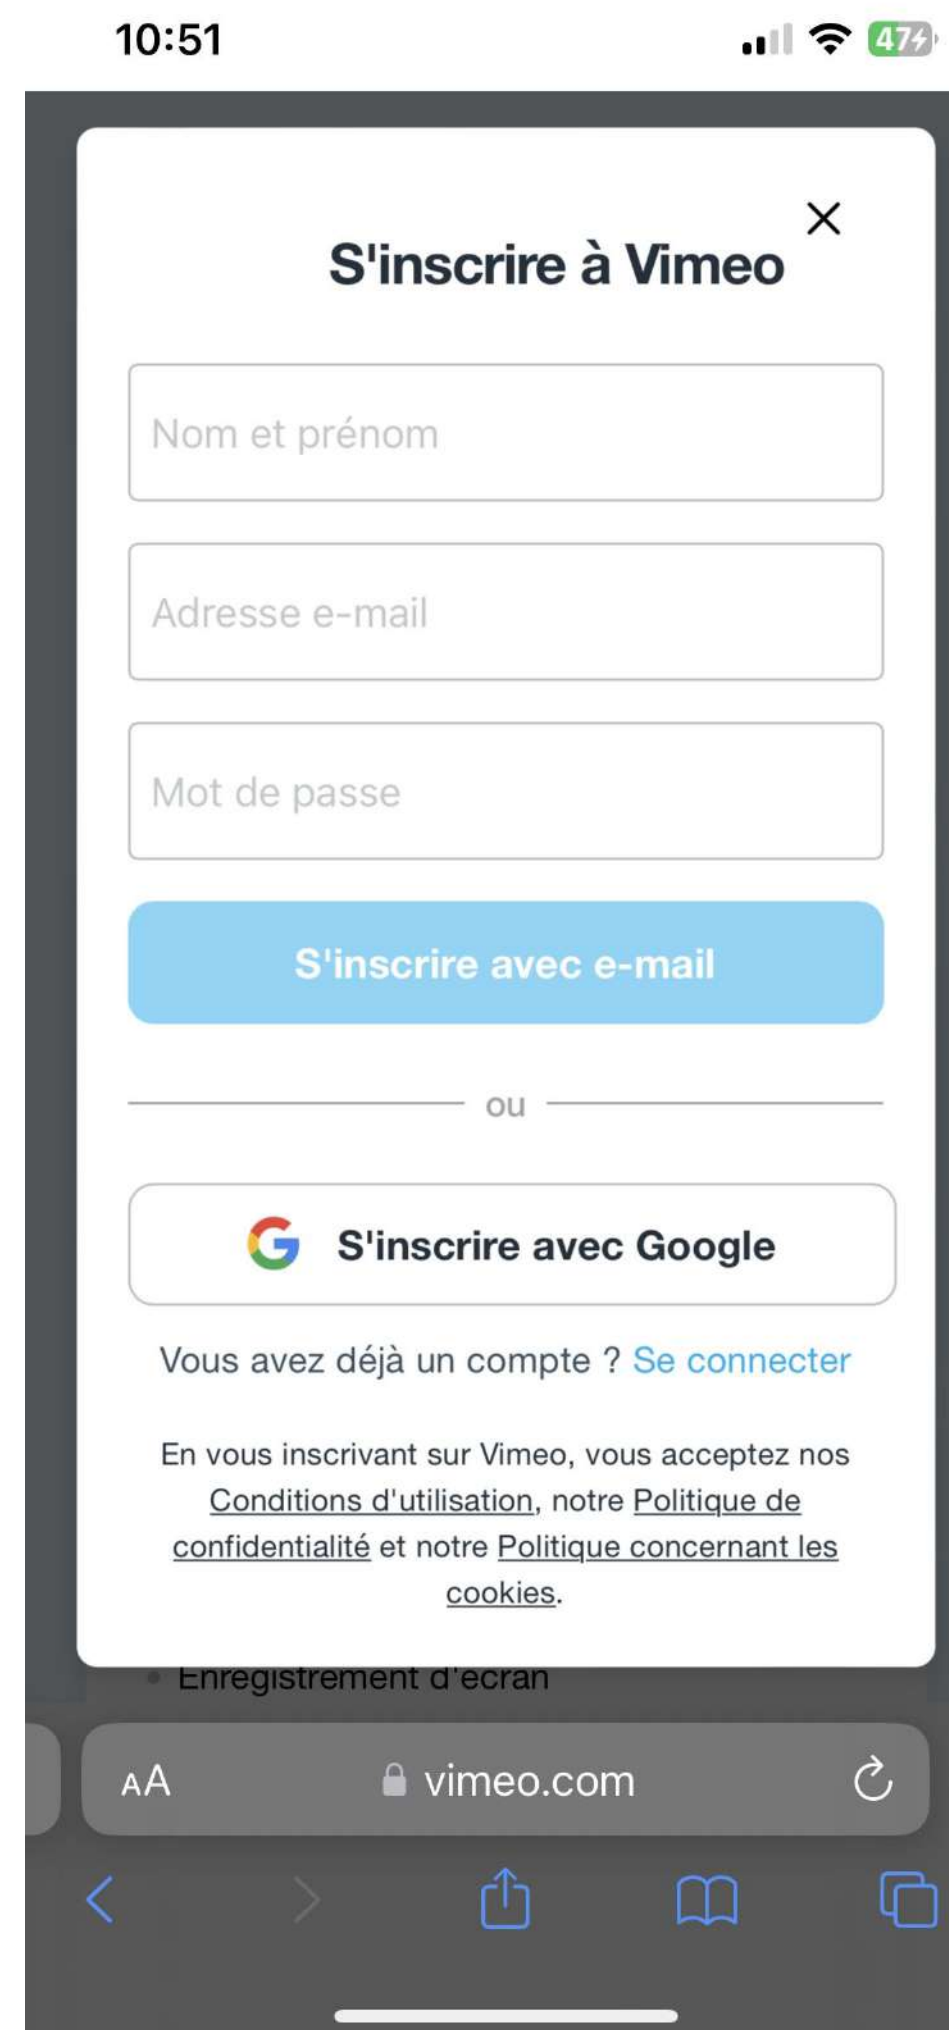 10:51
47
S'inscrire à Vimeo
Nom et prénom
Adresse e-mail
Mot de passe
S'inscrire avec e-mail
ou
S'inscrire avec Google
Vous avez déjà un compte ? Se connecter
En vous inscrivant sur Vimeo, vous acceptez nos
Conditions d'utilisation, notre Politique de
confidentialité et notre Politique concernant les
cookies.
Enregistrement d'écran
AA
vimeo.com